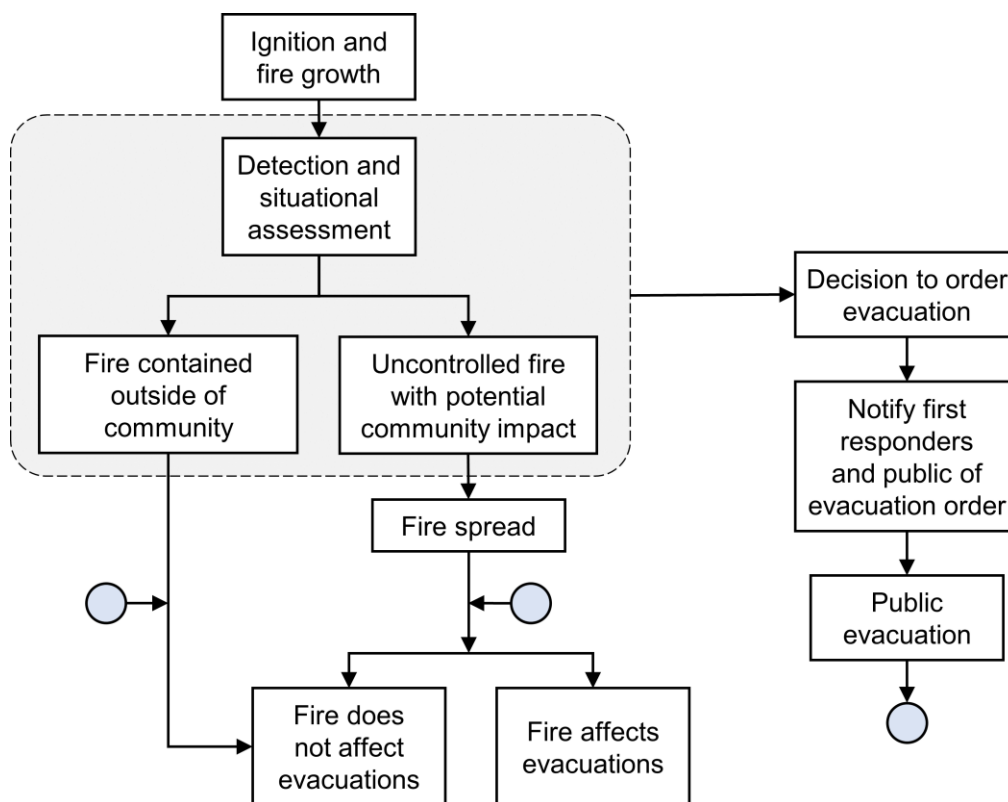 Ignition and
fire growth
Detection and
situational
assessment
Fire contained
outside of
community
Uncontrolled fire
with potential
community impact
Fire spread
Fire does
not affect
evacuations
Fire affects
evacuations
Decision to order
evacuation
Notify first
responders
and public of
evacuation order
Public
evacuation